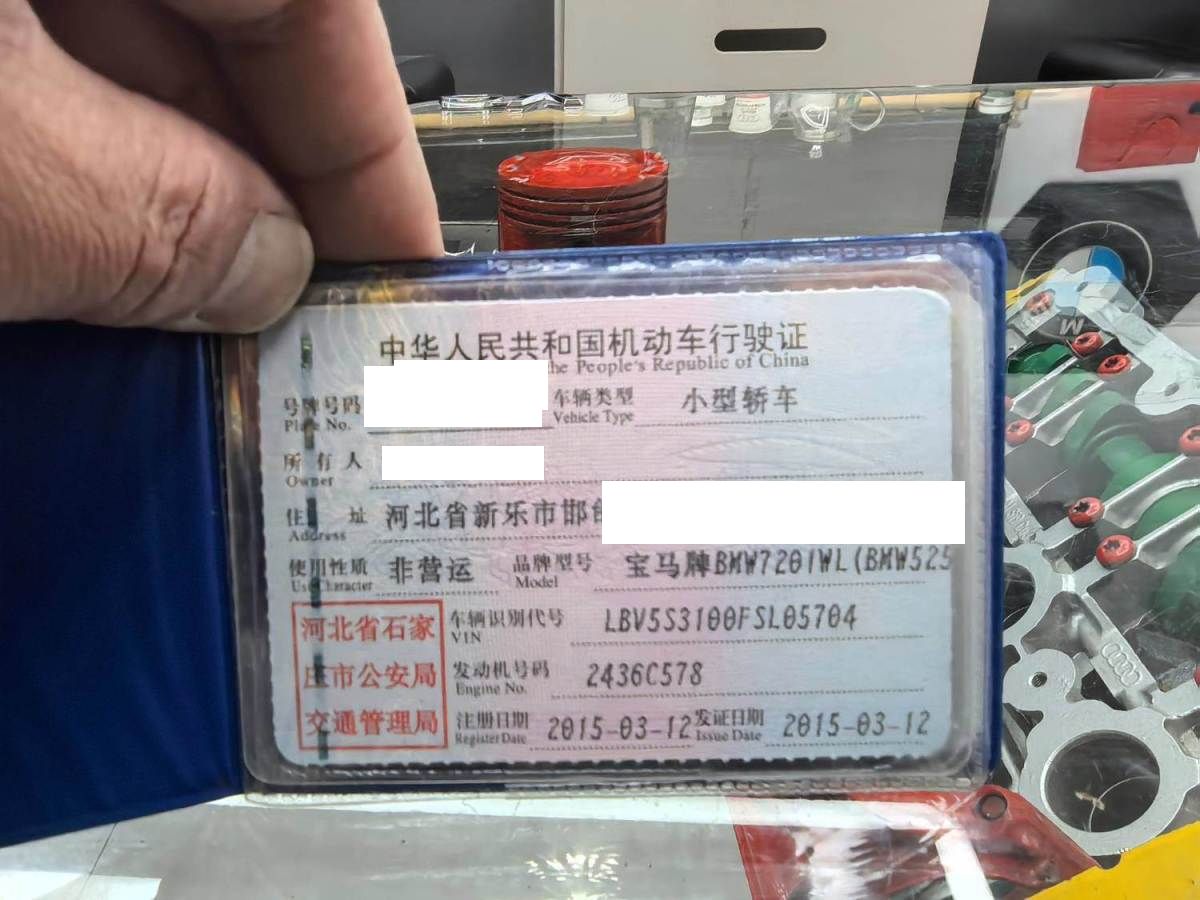 中华人民共和国机动车行驶证
the People's Republic of China
号牌号码 车辆类型 小型轿车
Plate No. Vehicle Type
所有人
Owner
住址 河北省新乐市邯
Address
使用性质 非营运 品牌型号 宝马牌BMW7201WL(BMW525
Use Character Model
河北省石家 车辆识别代号 LBV5S3100FSL05704
VIN
庄市公安局 发动机号码 2436C578
Engine No.
交通管理局 注册日期 2015-03-12 发证日期 2015-03-12
Register Date Issue Date
M